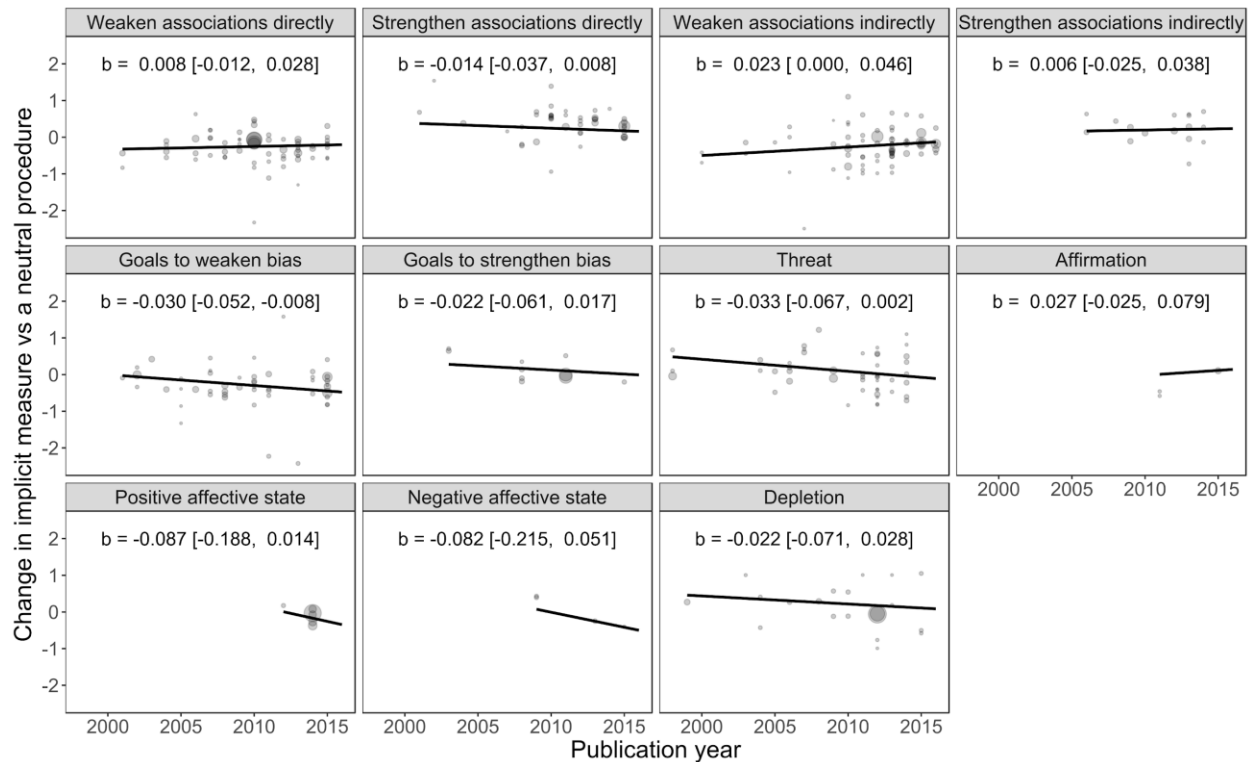 Weaken associations directly
Strengthen associations directly
Weaken associations indirectly
Strengthen associations indirectly
b = 0.008 [-0.012, 0.028]
b = -0.014 [-0.037, 0.008]
b = 0.023 [ 0.000, 0.046]
b = 0.006 [-0.025, 0.038]
2
1
0
-1
-2
Goals to weaken bias
Goals to strengthen bias
Threat
Affirmation
b = -0.030 [-0.052, -0.008]
b = -0.022 [-0.061, 0.017]
b = -0.033 [-0.067, 0.002]
b = 0.027 [-0.025, 0.079]
2
1
0
-1
-2
2000 2005 2010 2015
Positive affective state
Negative affective state
Depletion
b = -0.087 [-0.188, 0.014]
b = -0.082 [-0.215, 0.051]
b = -0.022 [-0.071, 0.028]
2
1
0
-1
-2
2000 2005 2010 2015
2000 2005 2010 2015
2000 2005 2010 2015
Change in implicit measure vs a neutral procedure
Publication year